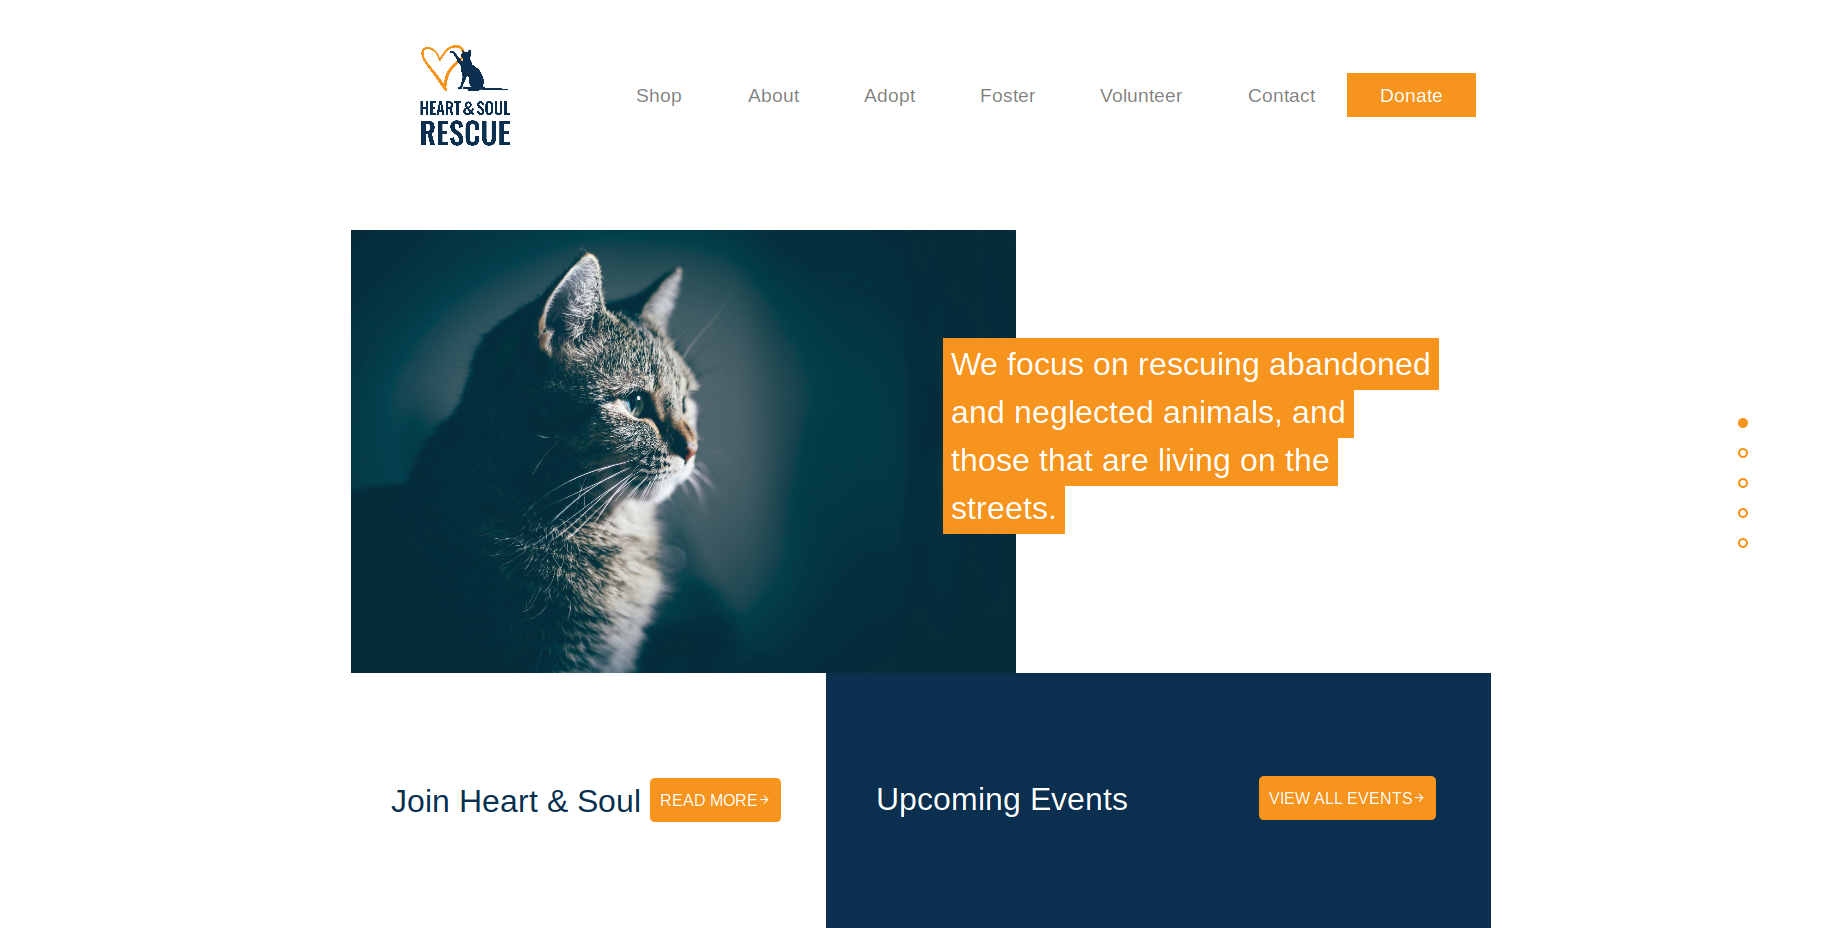 HEART & SOUL
RESCUE
Shop
About
Adopt
Foster
Volunteer
Contact
Donate
We focus on rescuing abandoned
and neglected animals, and
those that are living on the
streets.
Join Heart & Soul
READ MORE
Upcoming Events
VIEW ALL EVENTS